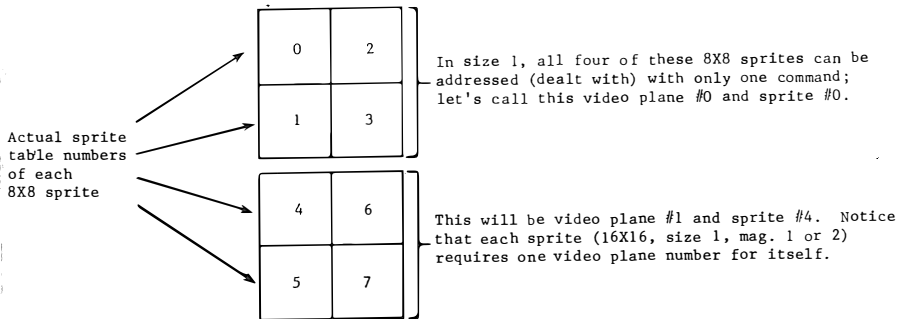 0 2
1 3
In size 1, all four of these 8X8 sprites can be
addressed (dealt with) with only one command;
let's call this video plane #0 and sprite #0.
Actual sprite
table numbers
of each
8X8 sprite
4 6
5 7
This will be video plane #1 and sprite #4. Notice
that each sprite (16X16, size 1, mag. 1 or 2)
requires one video plane number for itself.